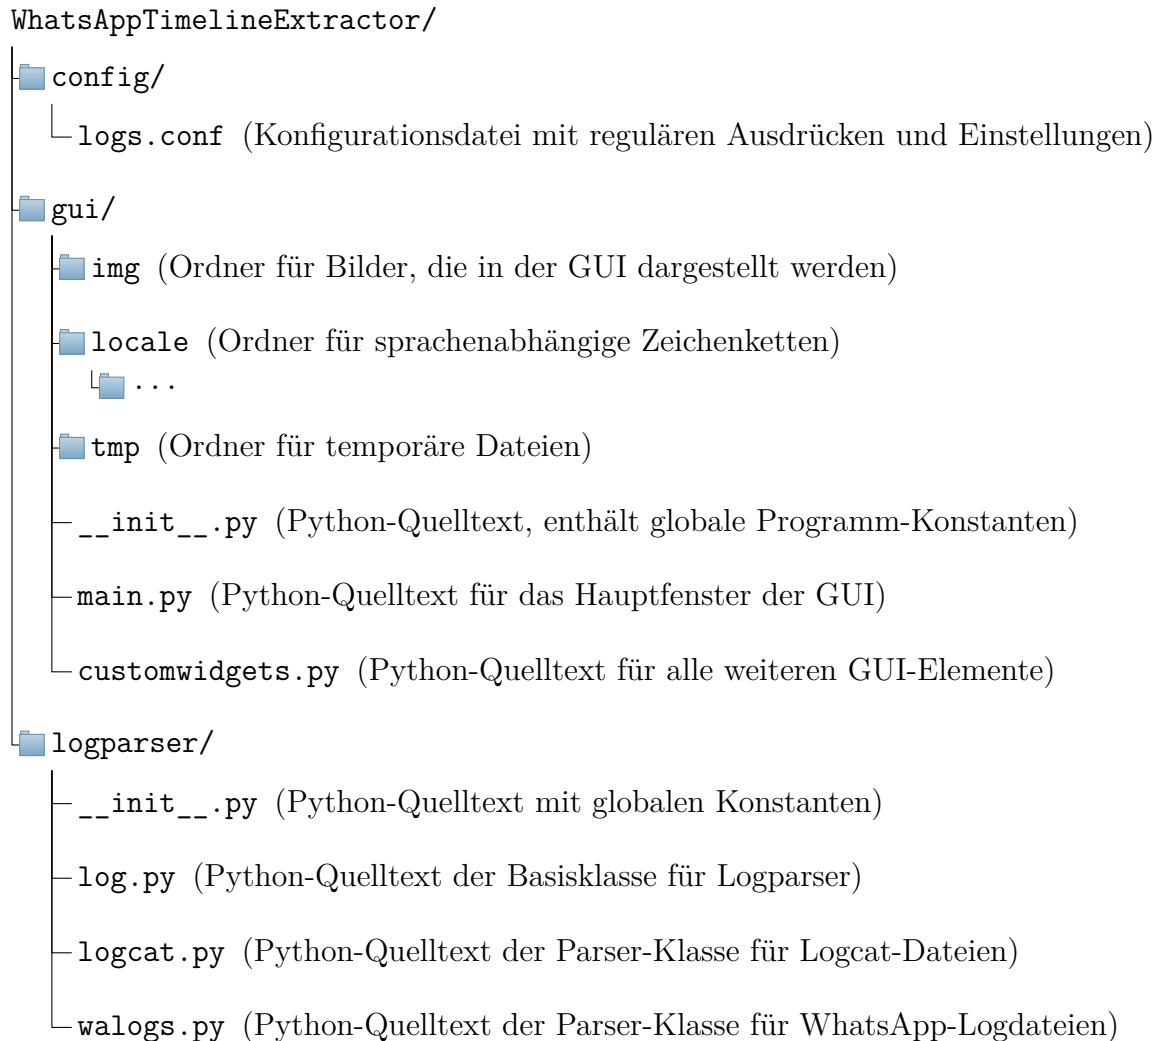 WhatsAppTimelineExtractor/
config/
logs.conf (Konfigurationsdatei mit regulären Ausdrücken und Einstellungen)
gui/
img (Ordner für Bilder, die in der GUI dargestellt werden)
locale (Ordner für sprachenabhängige Zeichenketten)
...
tmp (Ordner für temporäre Dateien)
__init__.py (Python-Quelltext, enthält globale Programm-Konstanten)
main.py (Python-Quelltext für das Hauptfenster der GUI)
customwidgets.py (Python-Quelltext für alle weiteren GUI-Elemente)
logparser/
__init__.py (Python-Quelltext mit globalen Konstanten)
log.py (Python-Quelltext der Basisklasse für Logparser)
logcat.py (Python-Quelltext der Parser-Klasse für Logcat-Dateien)
walogs.py (Python-Quelltext der Parser-Klasse für WhatsApp-Logdateien)